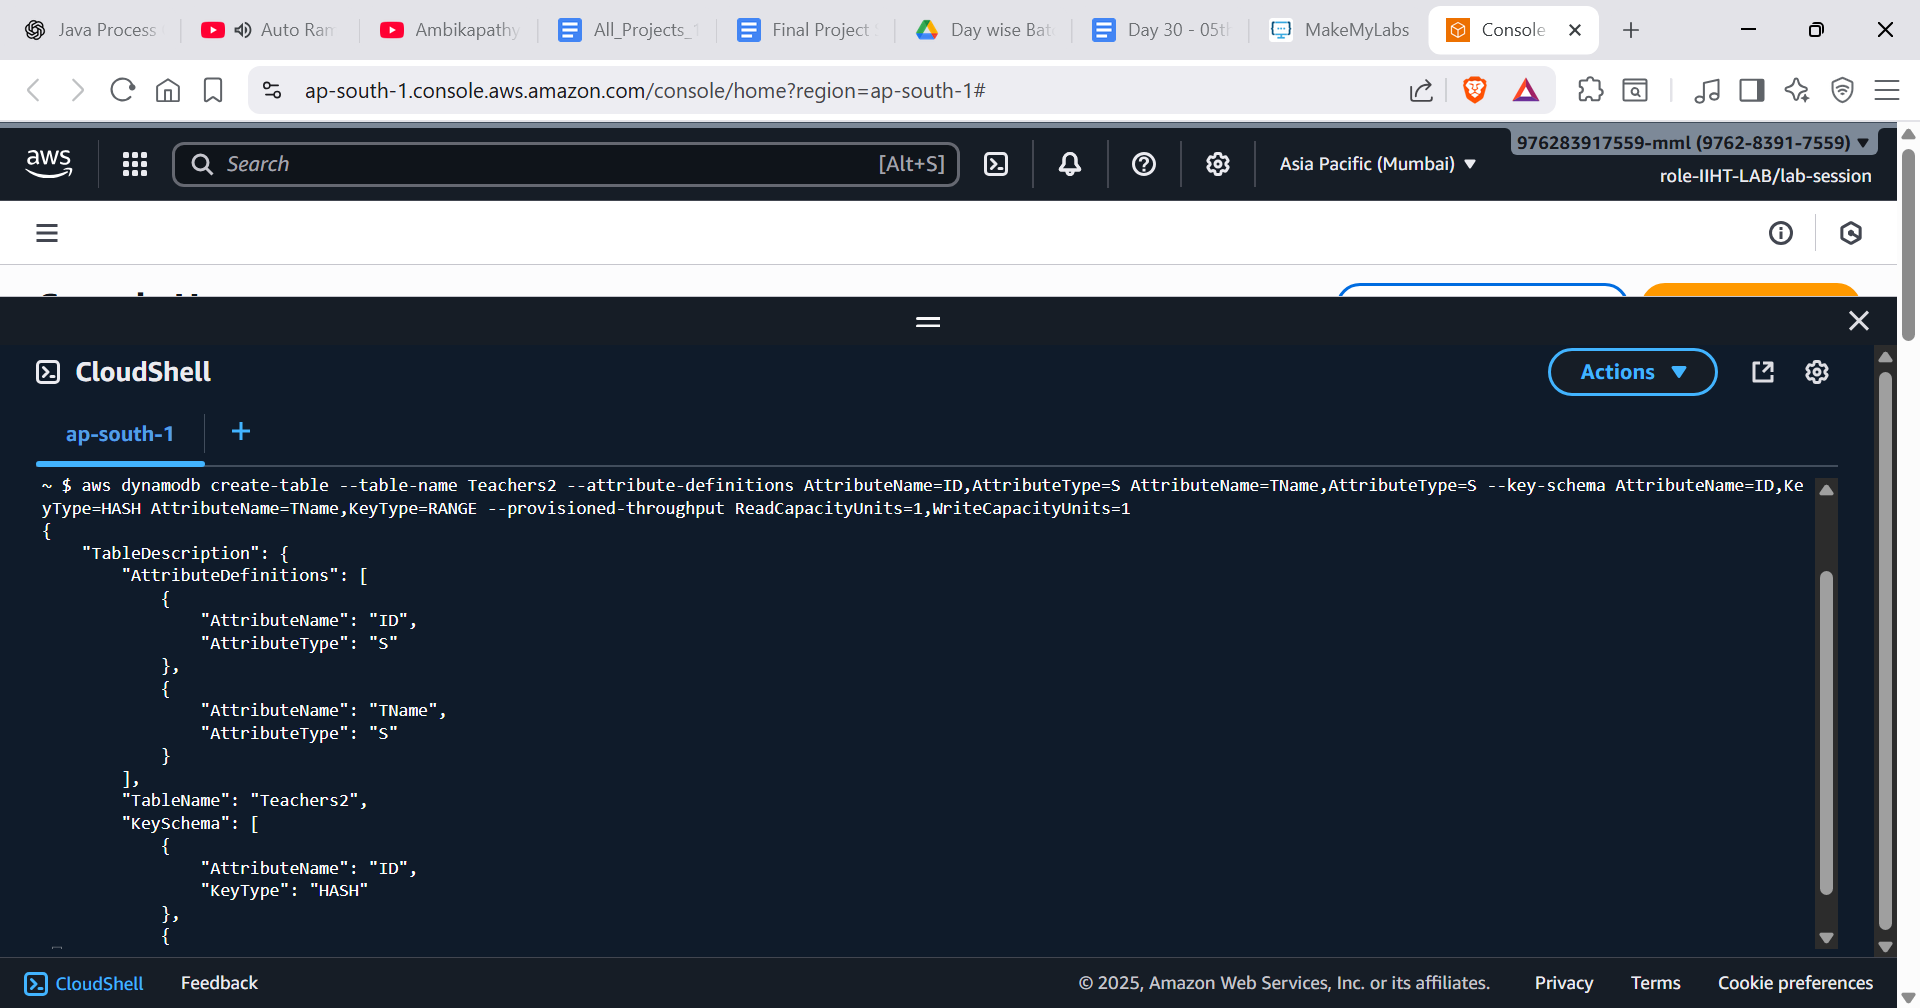 Java Process
Auto Ran
Ambikapathy
All_Projects_1
Final Project S
Day wise Bat
Day 30 - 05th
MakeMyLabs
Console
ap-south-1.console.aws.amazon.com/console/home?region=ap-south-1#
aws
Search
[Alt+S]
Asia Pacific (Mumbai)
976283917559-mml (9762-8391-7559)
role-IIHT-LAB/lab-session
CloudShell
Actions
ap-south-1
~ $ aws dynamodb create-table --table-name Teachers2 --attribute-definitions AttributeName=ID,AttributeType=S AttributeName=TName,AttributeType=S --key-schema AttributeName=ID,Ke
yType=HASH AttributeName=TName,KeyType=RANGE --provisioned-throughput ReadCapacityUnits=1,WriteCapacityUnits=1
{
"TableDescription": {
"AttributeDefinitions": [
{
"AttributeName": "ID",
"AttributeType": "S"
},
{
"AttributeName": "TName",
"AttributeType": "S"
}
],
"TableName": "Teachers2",
"KeySchema": [
{
"AttributeName": "ID",
"KeyType": "HASH"
},
{
CloudShell
Feedback
© 2025, Amazon Web Services, Inc. or its affiliates.
Privacy
Terms
Cookie preferences